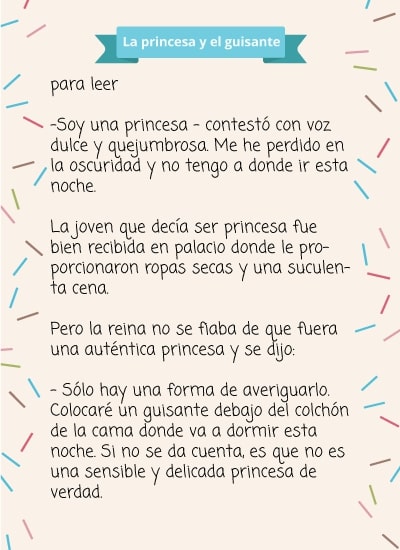 La princesa y el guisante
para leer
-Soy una princesa - contestó con voz
dulce y quejumbrosa. Me he perdido en
la oscuridad y no tengo a donde ir esta
noche.
La joven que decía ser princesa fue
bien recibida en palacio donde le pro-
porcionaron ropas secas y una suculen-
ta cena.
Pero la reina no se fiaba de que fuera
una auténtica princesa y se dijo:
- Sólo hay una forma de averiguarlo.
Colocaré un guisante debajo del colchón
de la cama donde va a dormir esta
noche. Si no se da cuenta, es que no es
una sensible y delicada princesa de
verdad.